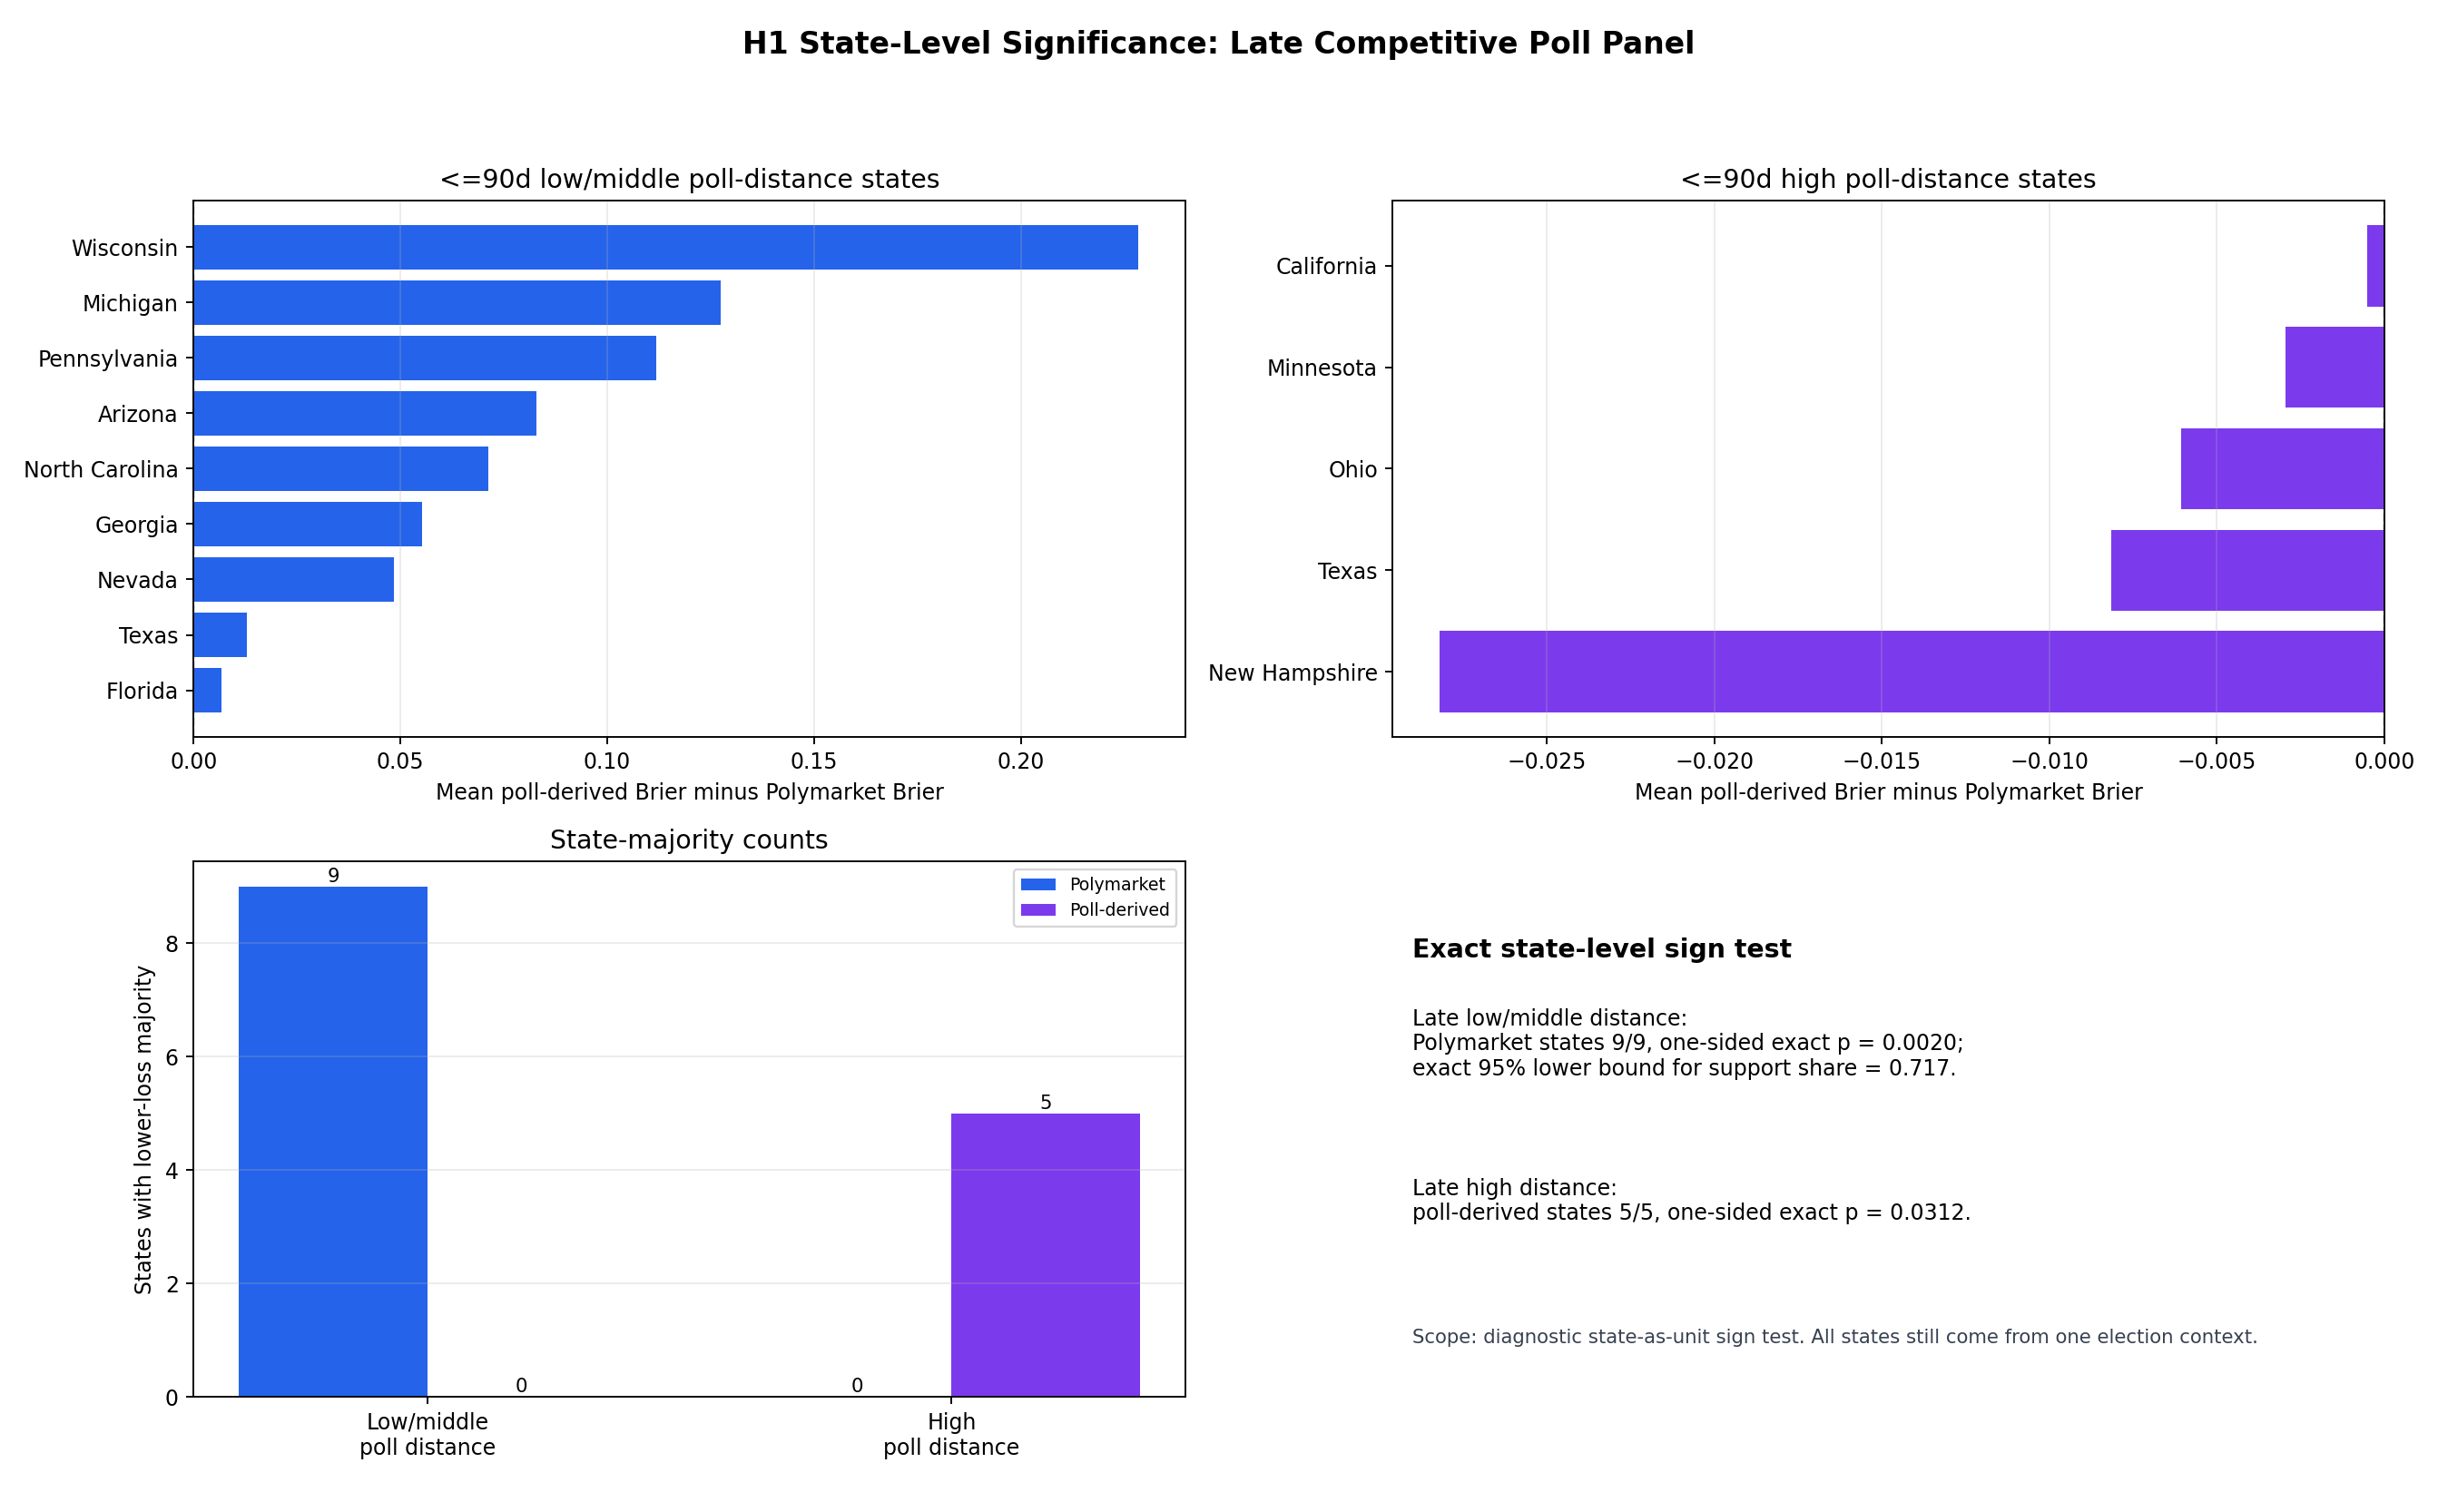 H1 State-Level Significance: Late Competitive Poll Panel
<=90d low/middle poll-distance states
Wisconsin
Michigan
Pennsylvania
Arizona
North Carolina
Georgia
Nevada
Texas
Florida
0.00 0.05 0.10 0.15 0.20
Mean poll-derived Brier minus Polymarket Brier
<=90d high poll-distance states
California
Minnesota
Ohio
Texas
New Hampshire
−0.025 −0.020 −0.015 −0.010 −0.005 0.000
Mean poll-derived Brier minus Polymarket Brier
State-majority counts
States with lower-loss majority
8
6
4
2
0
9
0
0
5
Polymarket
Poll-derived
Low/middle
poll distance
High
poll distance
Exact state-level sign test
Late low/middle distance:
Polymarket states 9/9, one-sided exact p = 0.0020;
exact 95% lower bound for support share = 0.717.
Late high distance:
poll-derived states 5/5, one-sided exact p = 0.0312.
Scope: diagnostic state-as-unit sign test. All states still come from one election context.